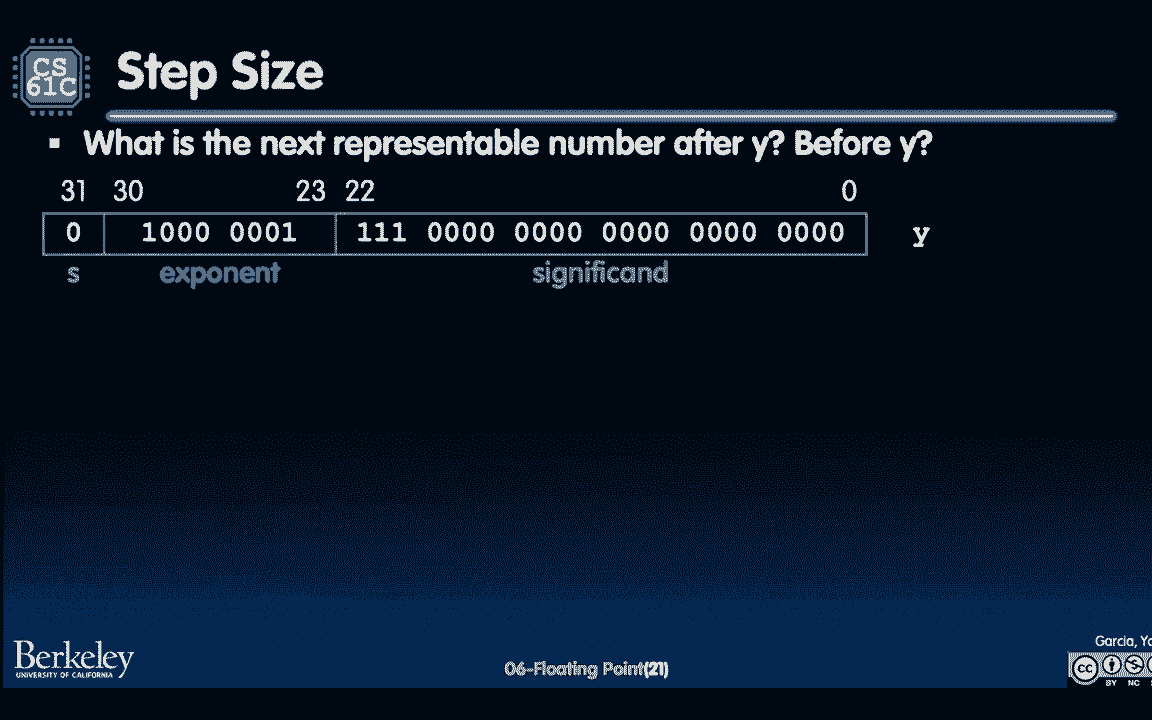 CS
61C
Step Size
▪ What is the next representable number after y? Before y?
31 30 23 22 0
0 1000 0001 111 0000 0000 0000 0000 0000 y
s exponent significand
Berkeley
UNIVERSITY OF CALIFORNIA
06-Floating Point(21)
Garcia,
cc
BY NC